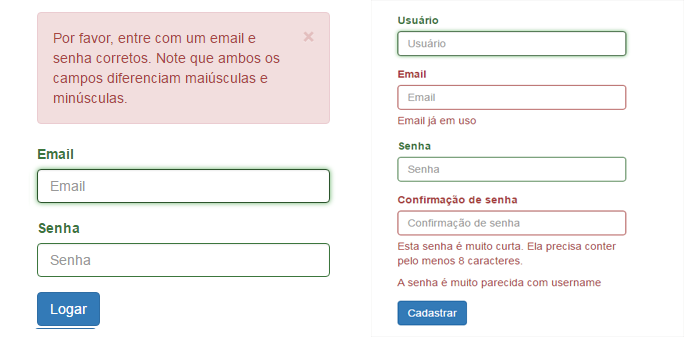 Por favor, entre com um email e
senha corretos. Note que ambos os
campos diferenciam maiúsculas e
minúsculas.
×
Email
Email
Senha
Senha
Logar
Usuário
Usuário
Email
Email
Email já em uso
Senha
Senha
Confirmação de senha
Confirmação de senha
Esta senha é muito curta. Ela precisa conter
pelo menos 8 caracteres.
A senha é muito parecida com username
Cadastrar